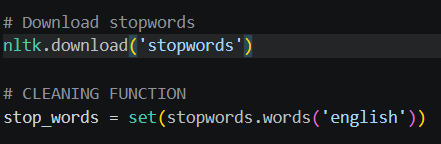 # Download stopwords
nltk.download('stopwords')
# CLEANING FUNCTION
stop_words = set(stopwords.words('english'))